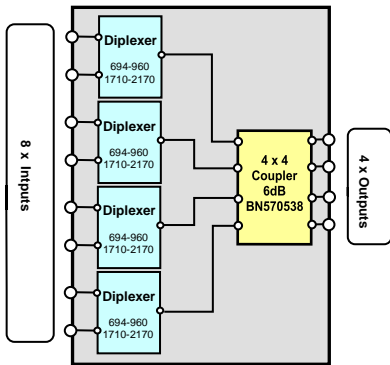 8 x Intputs
Diplexer
694-960
1710-2170
Diplexer
694-960
1710-2170
Diplexer
694-960
1710-2170
Diplexer
694-960
1710-2170
4 x 4
Coupler
6dB
BN570538
4 x Outputs